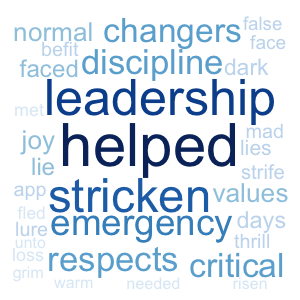 normal changers false
befit face
faced discipline dark
leadership
met
joy helped mad
lie lies
strife
app stricken values
fled
lure emergency days
unto thrill
loss respects critical
grim
warm needed risen